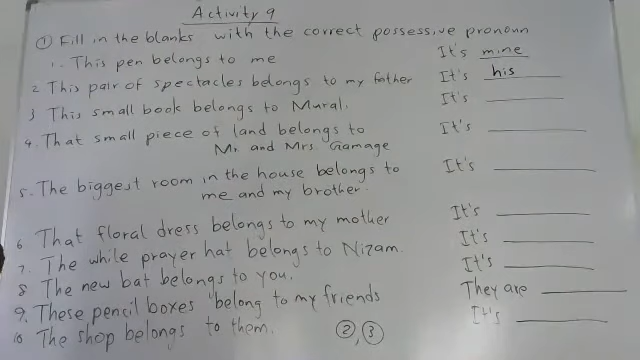 Activity 9
① Fill in the blanks with the correct possessive pronoun
1. This pen belongs to me It's mine
2 This pair of spectacles belongs to my father It's his
3 This small book belongs to Mural. It's
4. That small piece of land belongs to It's
Mr. and Mrs. Gamage
5. The biggest room in the house belongs to It's
me and my brother.
6 That floral dress belongs to my mother It's
7. The while prayer hat belongs to Nizam. It's
8 The new bat belongs to you. It's
9. These pencil boxes belong to my friends They are
10 The shop belongs to them. It's
②, ③